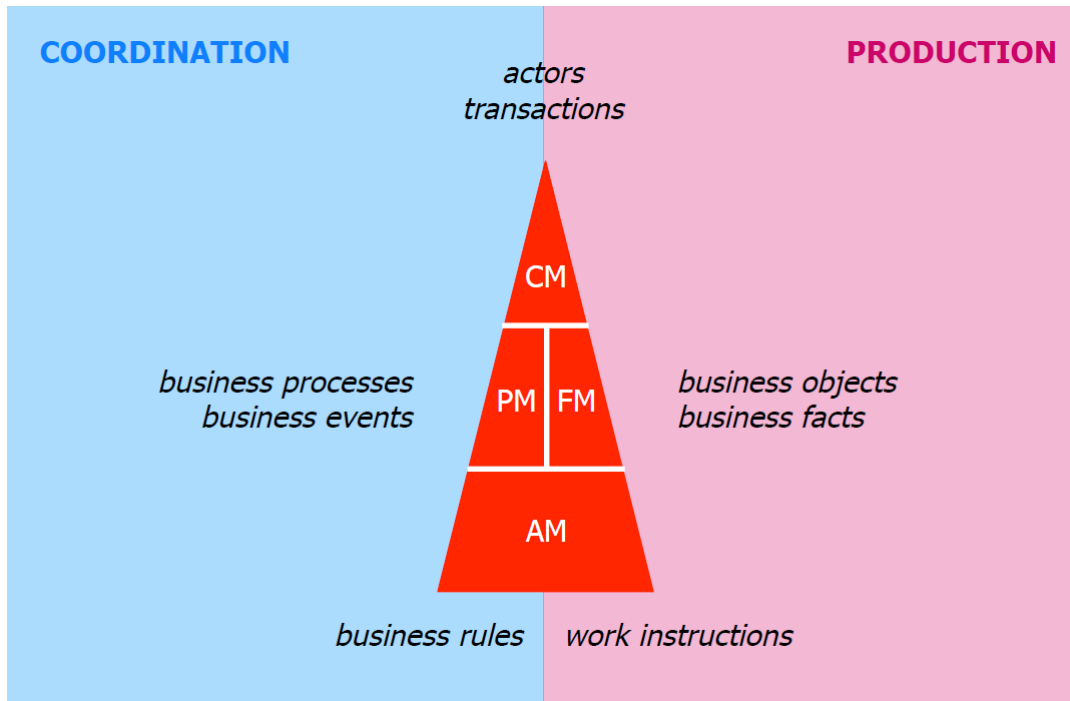 COORDINATION
PRODUCTION
actors
transactions
CM
business processes
business events
PM
FM
business objects
business facts
AM
business rules
work instructions